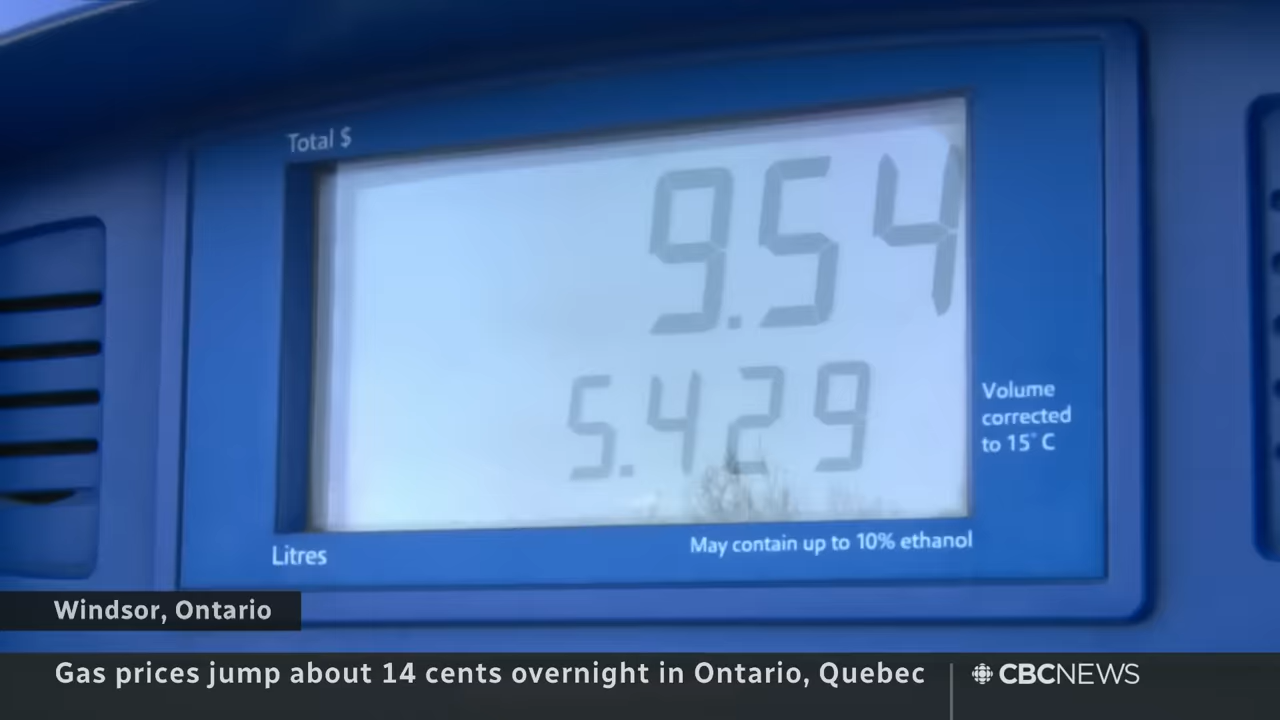 Total $
9.54
5.429
Volume
corrected
to 15° C
Litres
May contain up to 10% ethanol
Windsor, Ontario
Gas prices jump about 14 cents overnight in Ontario, Quebec
CBCNEWS